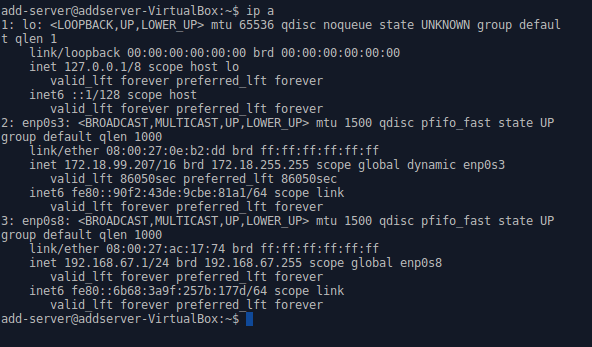 add-server@addserver-VirtualBox:~$ ip a
1: lo: <LOOPBACK,UP,LOWER_UP> mtu 65536 qdisc noqueue state UNKNOWN group defaul
t qlen 1
    link/loopback 00:00:00:00:00:00 brd 00:00:00:00:00:00
    inet 127.0.0.1/8 scope host lo
       valid_lft forever preferred_lft forever
    inet6 ::1/128 scope host
       valid_lft forever preferred_lft forever
2: enp0s3: <BROADCAST,MULTICAST,UP,LOWER_UP> mtu 1500 qdisc pfifo_fast state UP
group default qlen 1000
    link/ether 08:00:27:0e:b2:dd brd ff:ff:ff:ff:ff:ff
    inet 172.18.99.207/16 brd 172.18.255.255 scope global dynamic enp0s3
       valid_lft 86050sec preferred_lft 86050sec
    inet6 fe80::90f2:43de:9cbe:81a1/64 scope link
       valid_lft forever preferred_lft forever
3: enp0s8: <BROADCAST,MULTICAST,UP,LOWER_UP> mtu 1500 qdisc pfifo_fast state UP
group default qlen 1000
    link/ether 08:00:27:ac:17:74 brd ff:ff:ff:ff:ff:ff
    inet 192.168.67.1/24 brd 192.168.67.255 scope global enp0s8
       valid_lft forever preferred_lft forever
    inet6 fe80::6b68:3a9f:257b:177d/64 scope link
       valid_lft forever preferred_lft forever
add-server@addserver-VirtualBox:~$